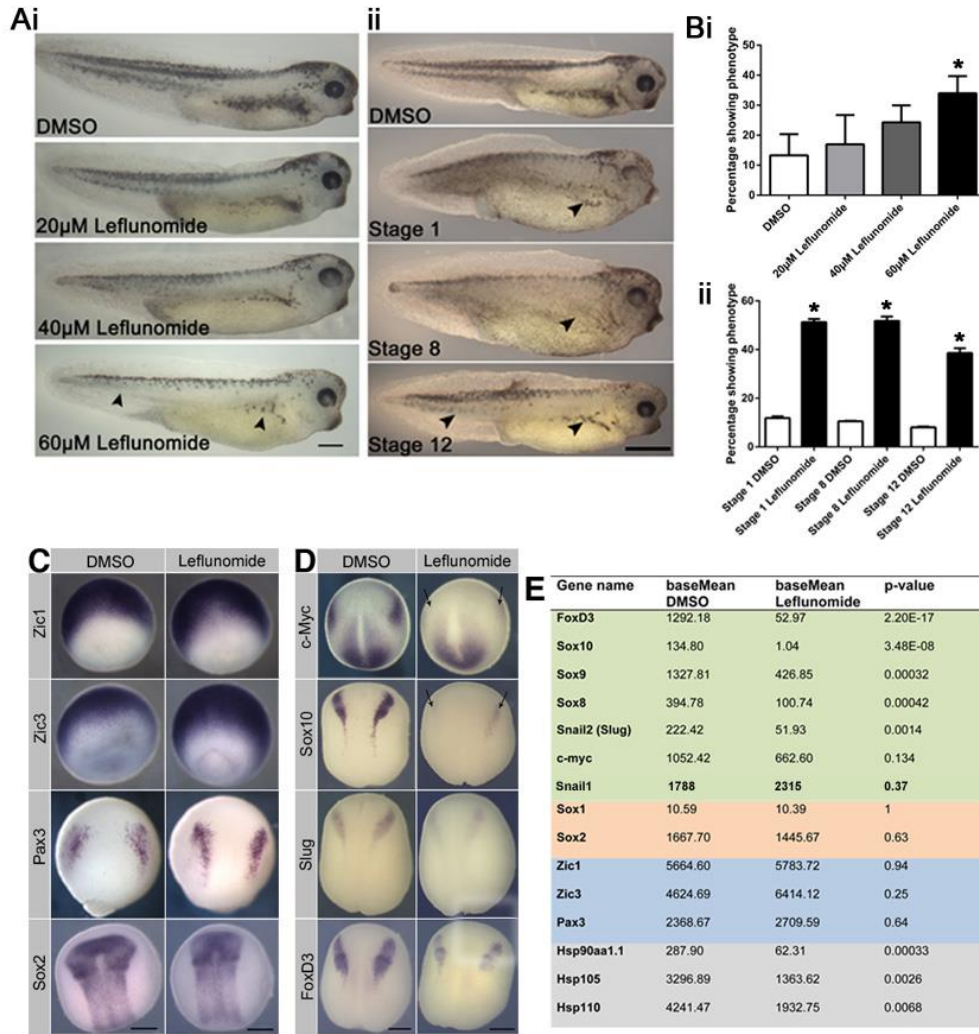 Ai
DMSO
20µM Leflunomide
40µM Leflunomide
60µM Leflunomide
ii
DMSO
Stage 1
Stage 8
Stage 12
Bi
Percentage showing phenotype
50
40
30
20
10
0
*
DMSO
20µM Leflunomide
40µM Leflunomide
60µM Leflunomide
ii
Percentage showing phenotype
60
40
20
0
* * *
Stage 1 DMSO
Stage 1 Leflunomide
Stage 8 DMSO
Stage 8 Leflunomide
Stage 12 DMSO
Stage 12 Leflunomide
C
DMSO Leflunomide
Zic1
Zic3
Pax3
Sox2
D
DMSO Leflunomide
c-Myc
Sox10
Slug
FoxD3
E
Gene name baseMean DMSO baseMean Leflunomide p-value
FoxD3 1292.18 52.97 2.20E-17
Sox10 134.80 1.04 3.48E-08
Sox9 1327.81 426.85 0.00032
Sox8 394.78 100.74 0.00042
Snail2 (Slug) 222.42 51.93 0.0014
c-myc 1052.42 662.60 0.134
Snail1 1788 2315 0.37
Sox1 10.59 10.39 1
Sox2 1667.70 1445.67 0.63
Zic1 5664.60 5783.72 0.94
Zic3 4624.69 6414.12 0.25
Pax3 2368.67 2709.59 0.64
Hsp90aa1.1 287.90 62.31 0.00033
Hsp105 3296.89 1363.62 0.0026
Hsp110 4241.47 1932.75 0.0068